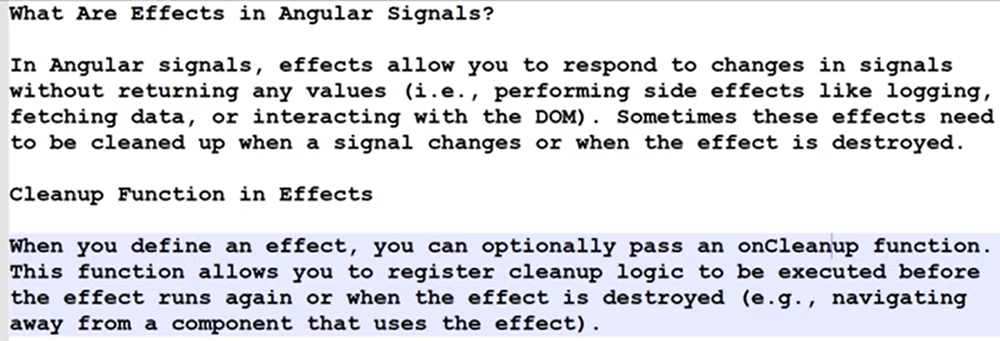 What Are Effects in Angular Signals?
In Angular signals, effects allow you to respond to changes in signals
without returning any values (i.e., performing side effects like logging,
fetching data, or interacting with the DOM). Sometimes these effects need
to be cleaned up when a signal changes or when the effect is destroyed.
Cleanup Function in Effects
When you define an effect, you can optionally pass an onCleanup function.
This function allows you to register cleanup logic to be executed before
the effect runs again or when the effect is destroyed (e.g., navigating
away from a component that uses the effect).